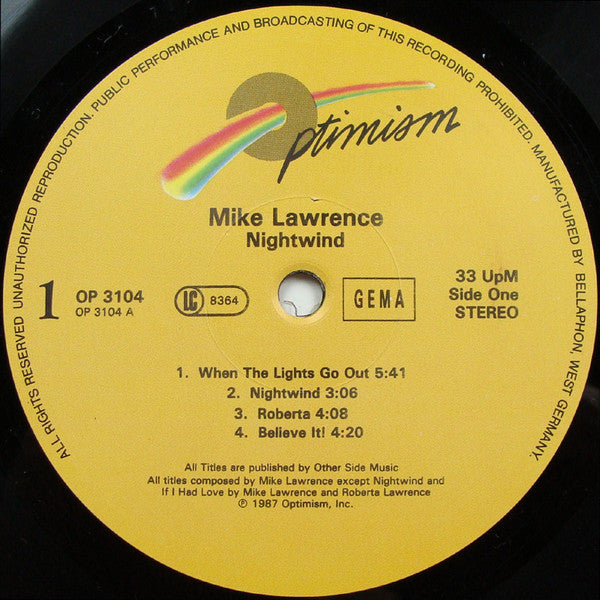 ALL RIGHTS RESERVED UNAUTHORIZED REPRODUCTION. PUBLIC PERFORMANCE AND BROADCASTING OF THIS RECORDING PROHIBITED. MANUFACTURED BY BELLAPHON, WEST GERMANY.
Optimism
Mike Lawrence
Nightwind
1
OP 3104
OP 3104 A
LC 8364
GEMA
33 UpM
Side One
STEREO
1. When The Lights Go Out 5:41
2. Nightwind 3:06
3. Roberta 4:08
4. Believe It! 4:20
All Titles are published by Other Side Music
All titles composed by Mike Lawrence except Nightwind and
If I Had Love by Mike Lawrence and Roberta Lawrence
℗ 1987 Optimism, Inc.